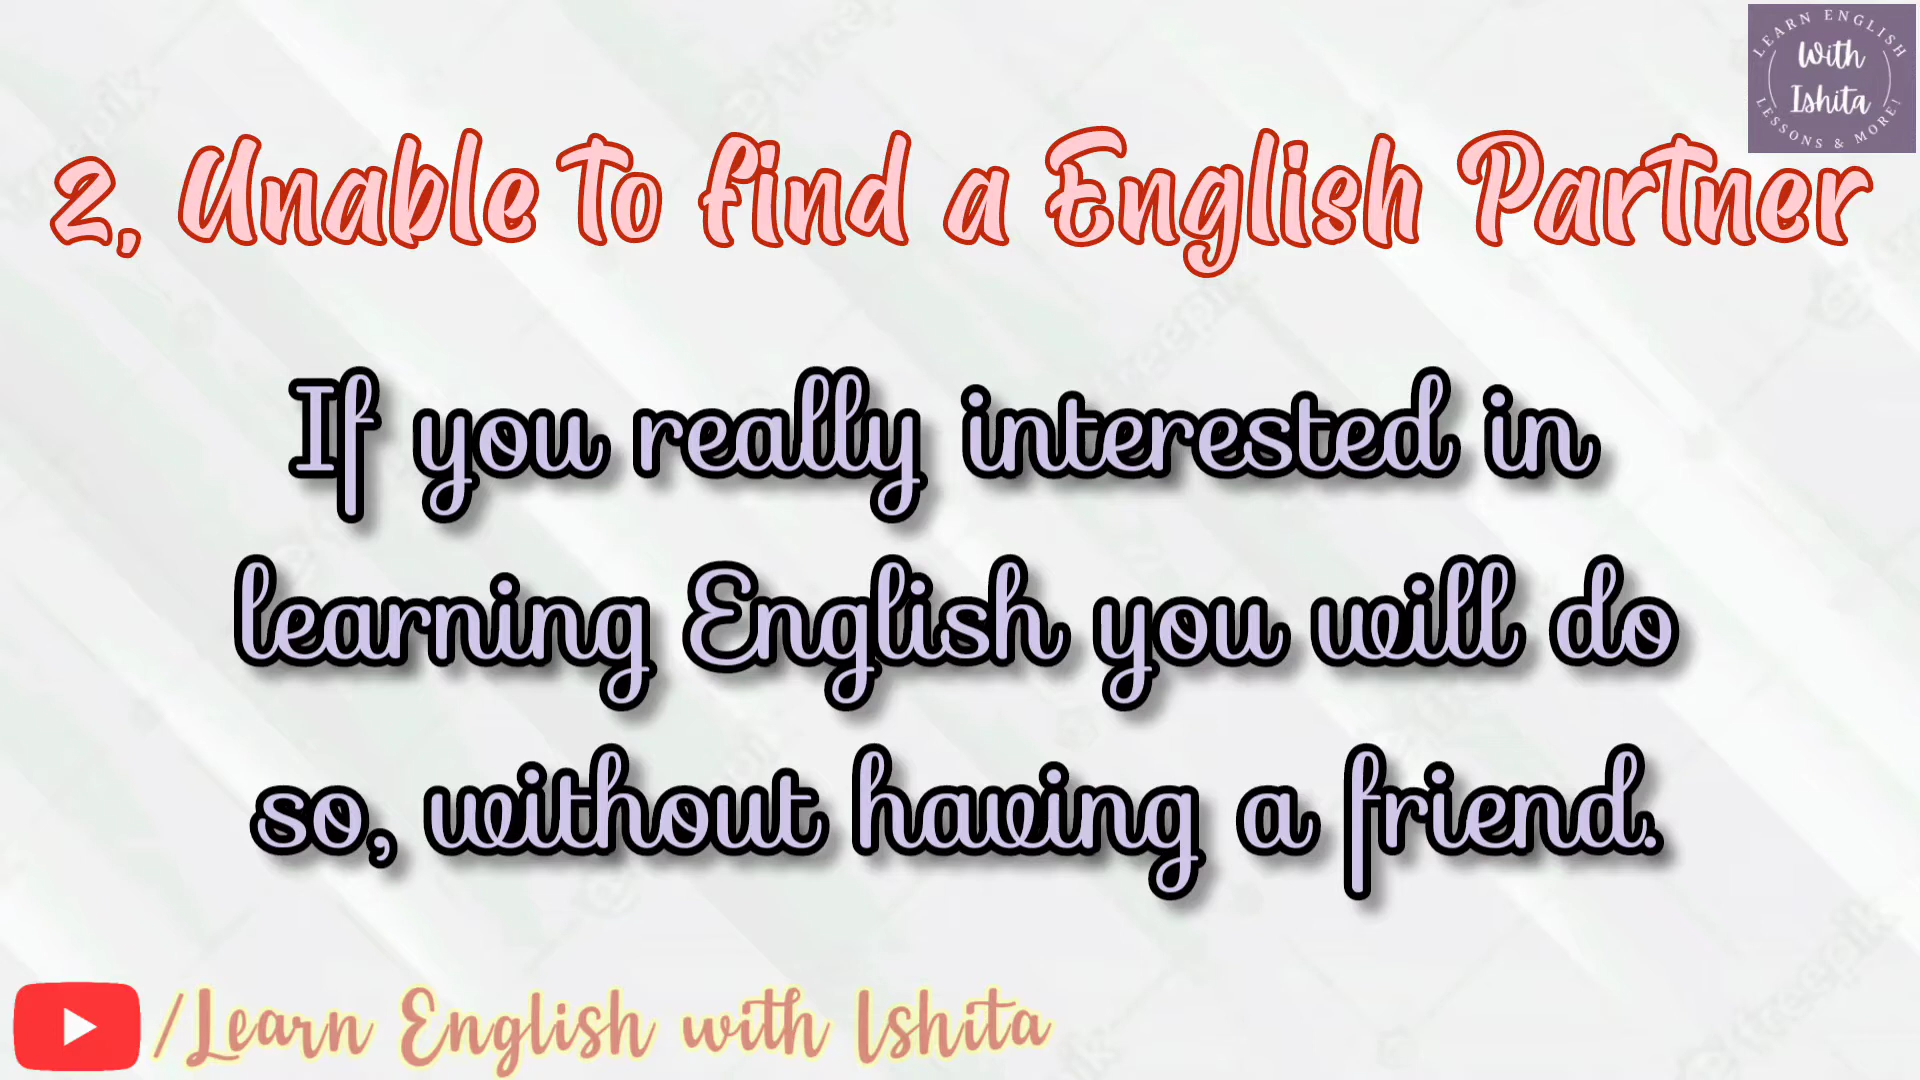 LEARN ENGLISH
With
Ishita
LESSONS & MORE!
2, Unable To find a English Partner
If you really interested in
learning English you will do
so, without having a friend.
/Learn English with Ishita